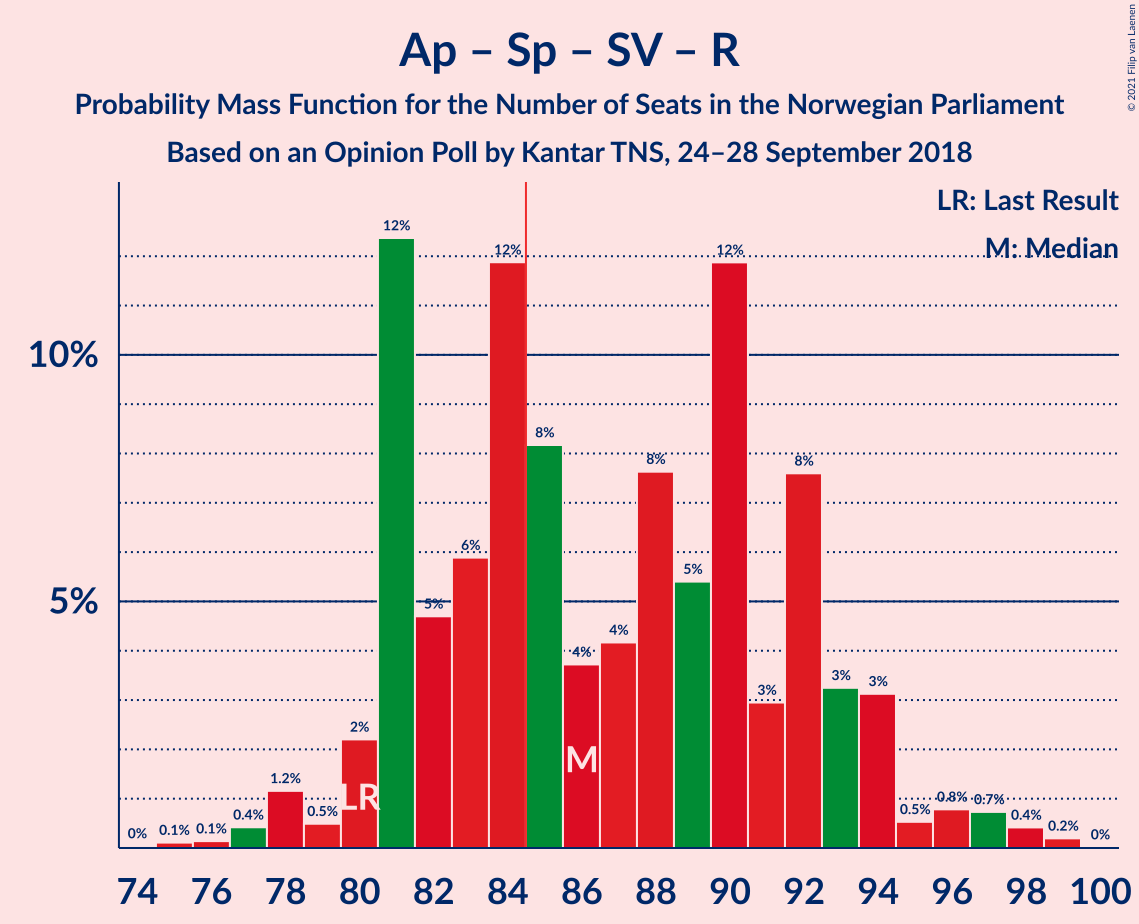 Ap – Sp – SV – R
Probability Mass Function for the Number of Seats in the Norwegian Parliament
Based on an Opinion Poll by Kantar TNS, 24–28 September 2018
© 2021 Filip van Laenen
LR: Last Result
M: Median
10%
5%
0% 0.1% 0.1% 0.4% 1.2% 0.5% 2% 12% 5% 6% 12% 8% 4% 4% 8% 5% 12% 3% 8% 3% 3% 0.5% 0.8% 0.7% 0.4% 0.2% 0%
LR M
74 76 78 80 82 84 86 88 90 92 94 96 98 100